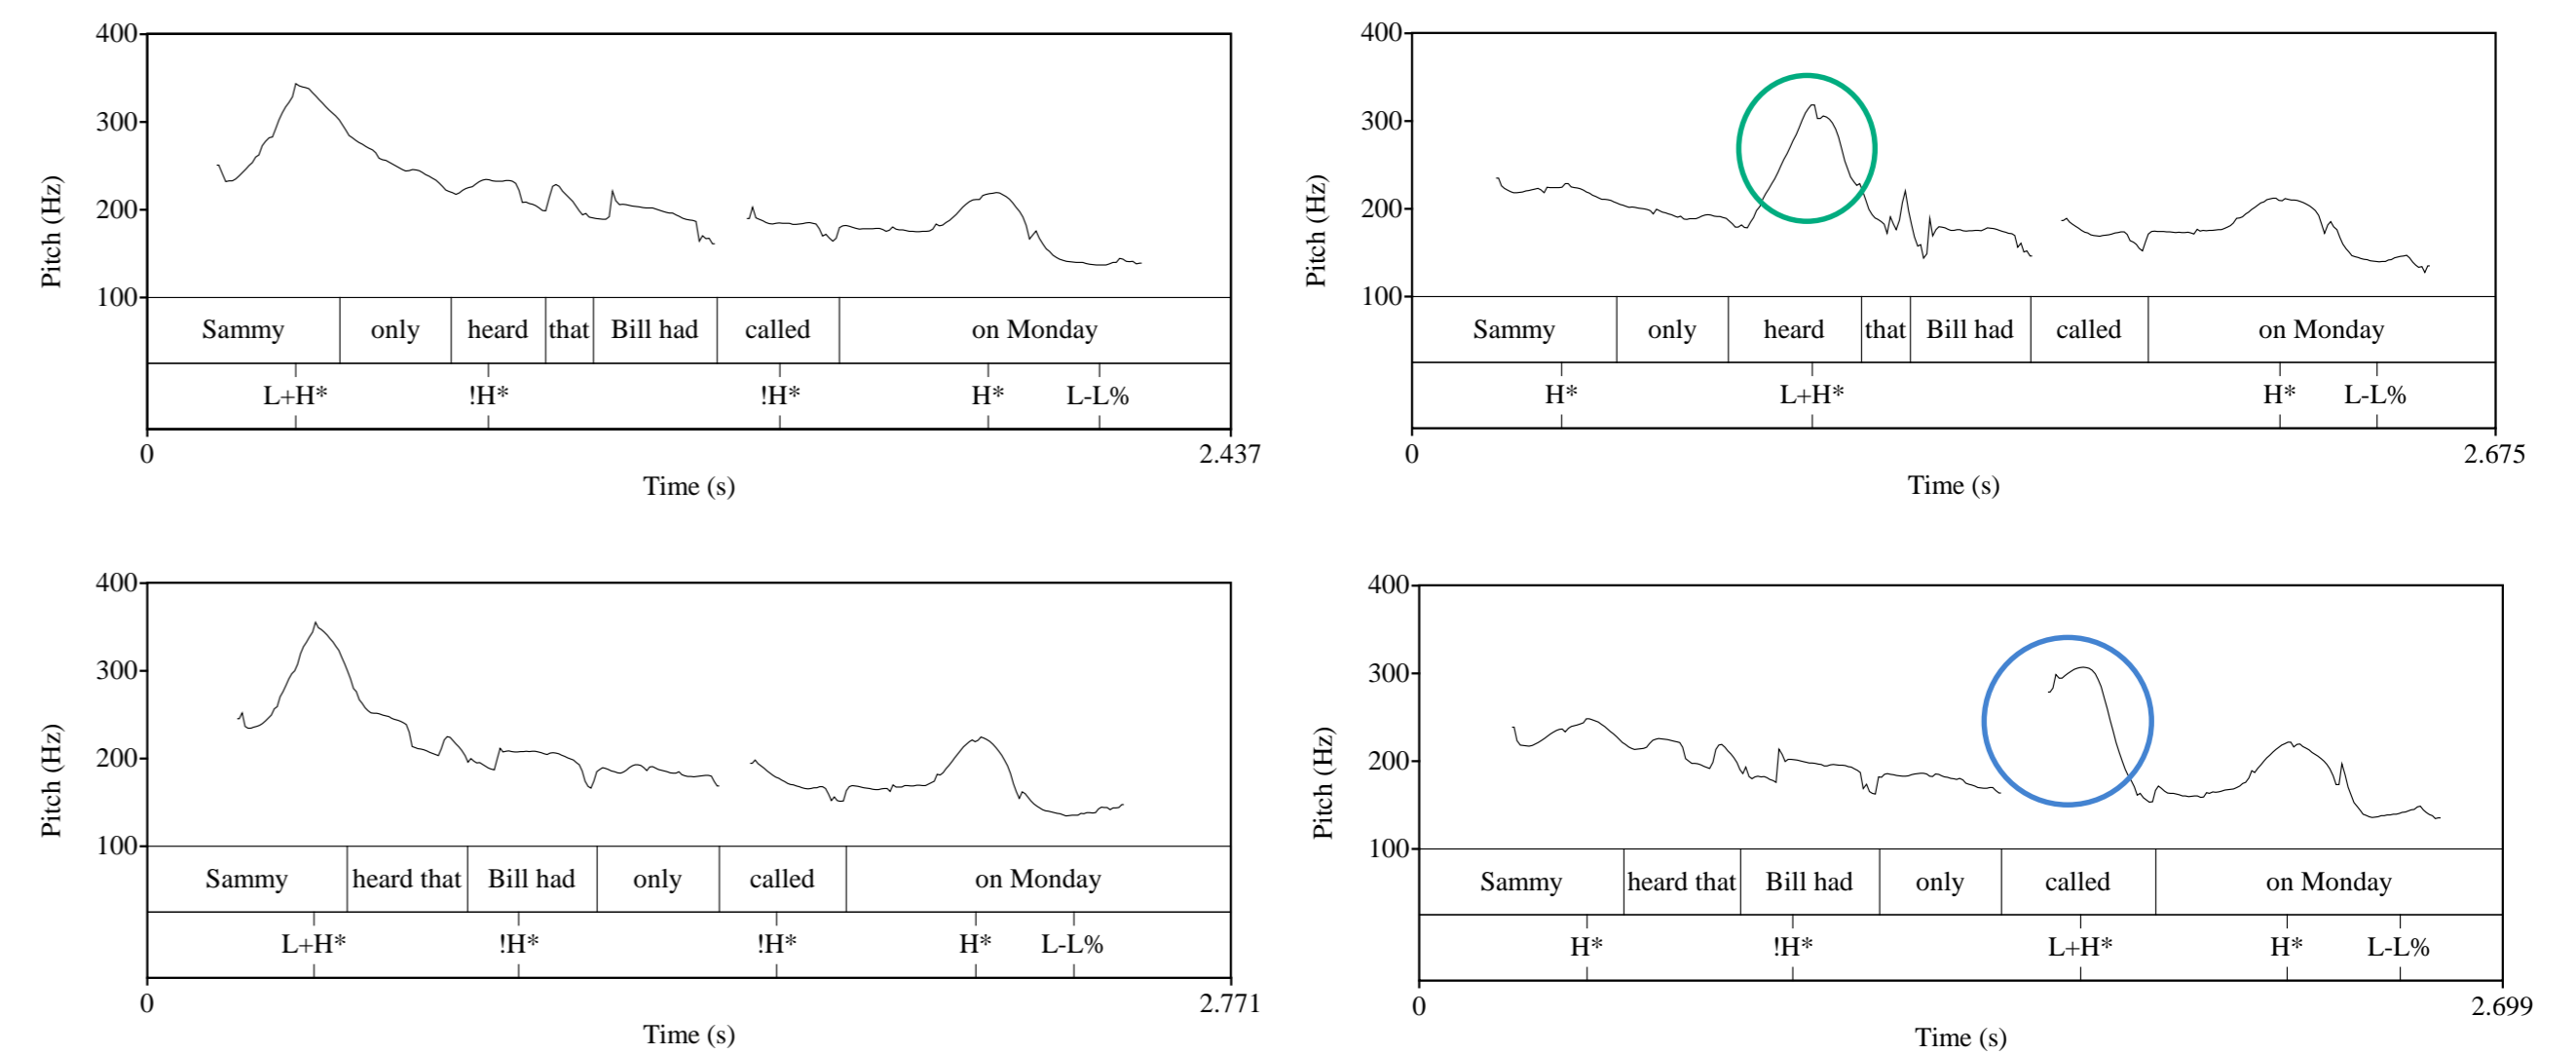 400
300
200
100
Pitch (Hz)
Sammy only heard that Bill had called on Monday
L+H* !H* !H* H* L-L%
0 2.437
Time (s)
400
300
200
100
Pitch (Hz)
Sammy only heard that Bill had called on Monday
H* L+H* H* L-L%
0 2.675
Time (s)
400
300
200
100
Pitch (Hz)
Sammy heard that Bill had only called on Monday
L+H* !H* !H* H* L-L%
0 2.771
Time (s)
400
300
200
100
Pitch (Hz)
Sammy heard that Bill had only called on Monday
H* !H* L+H* H* L-L%
0 2.699
Time (s)